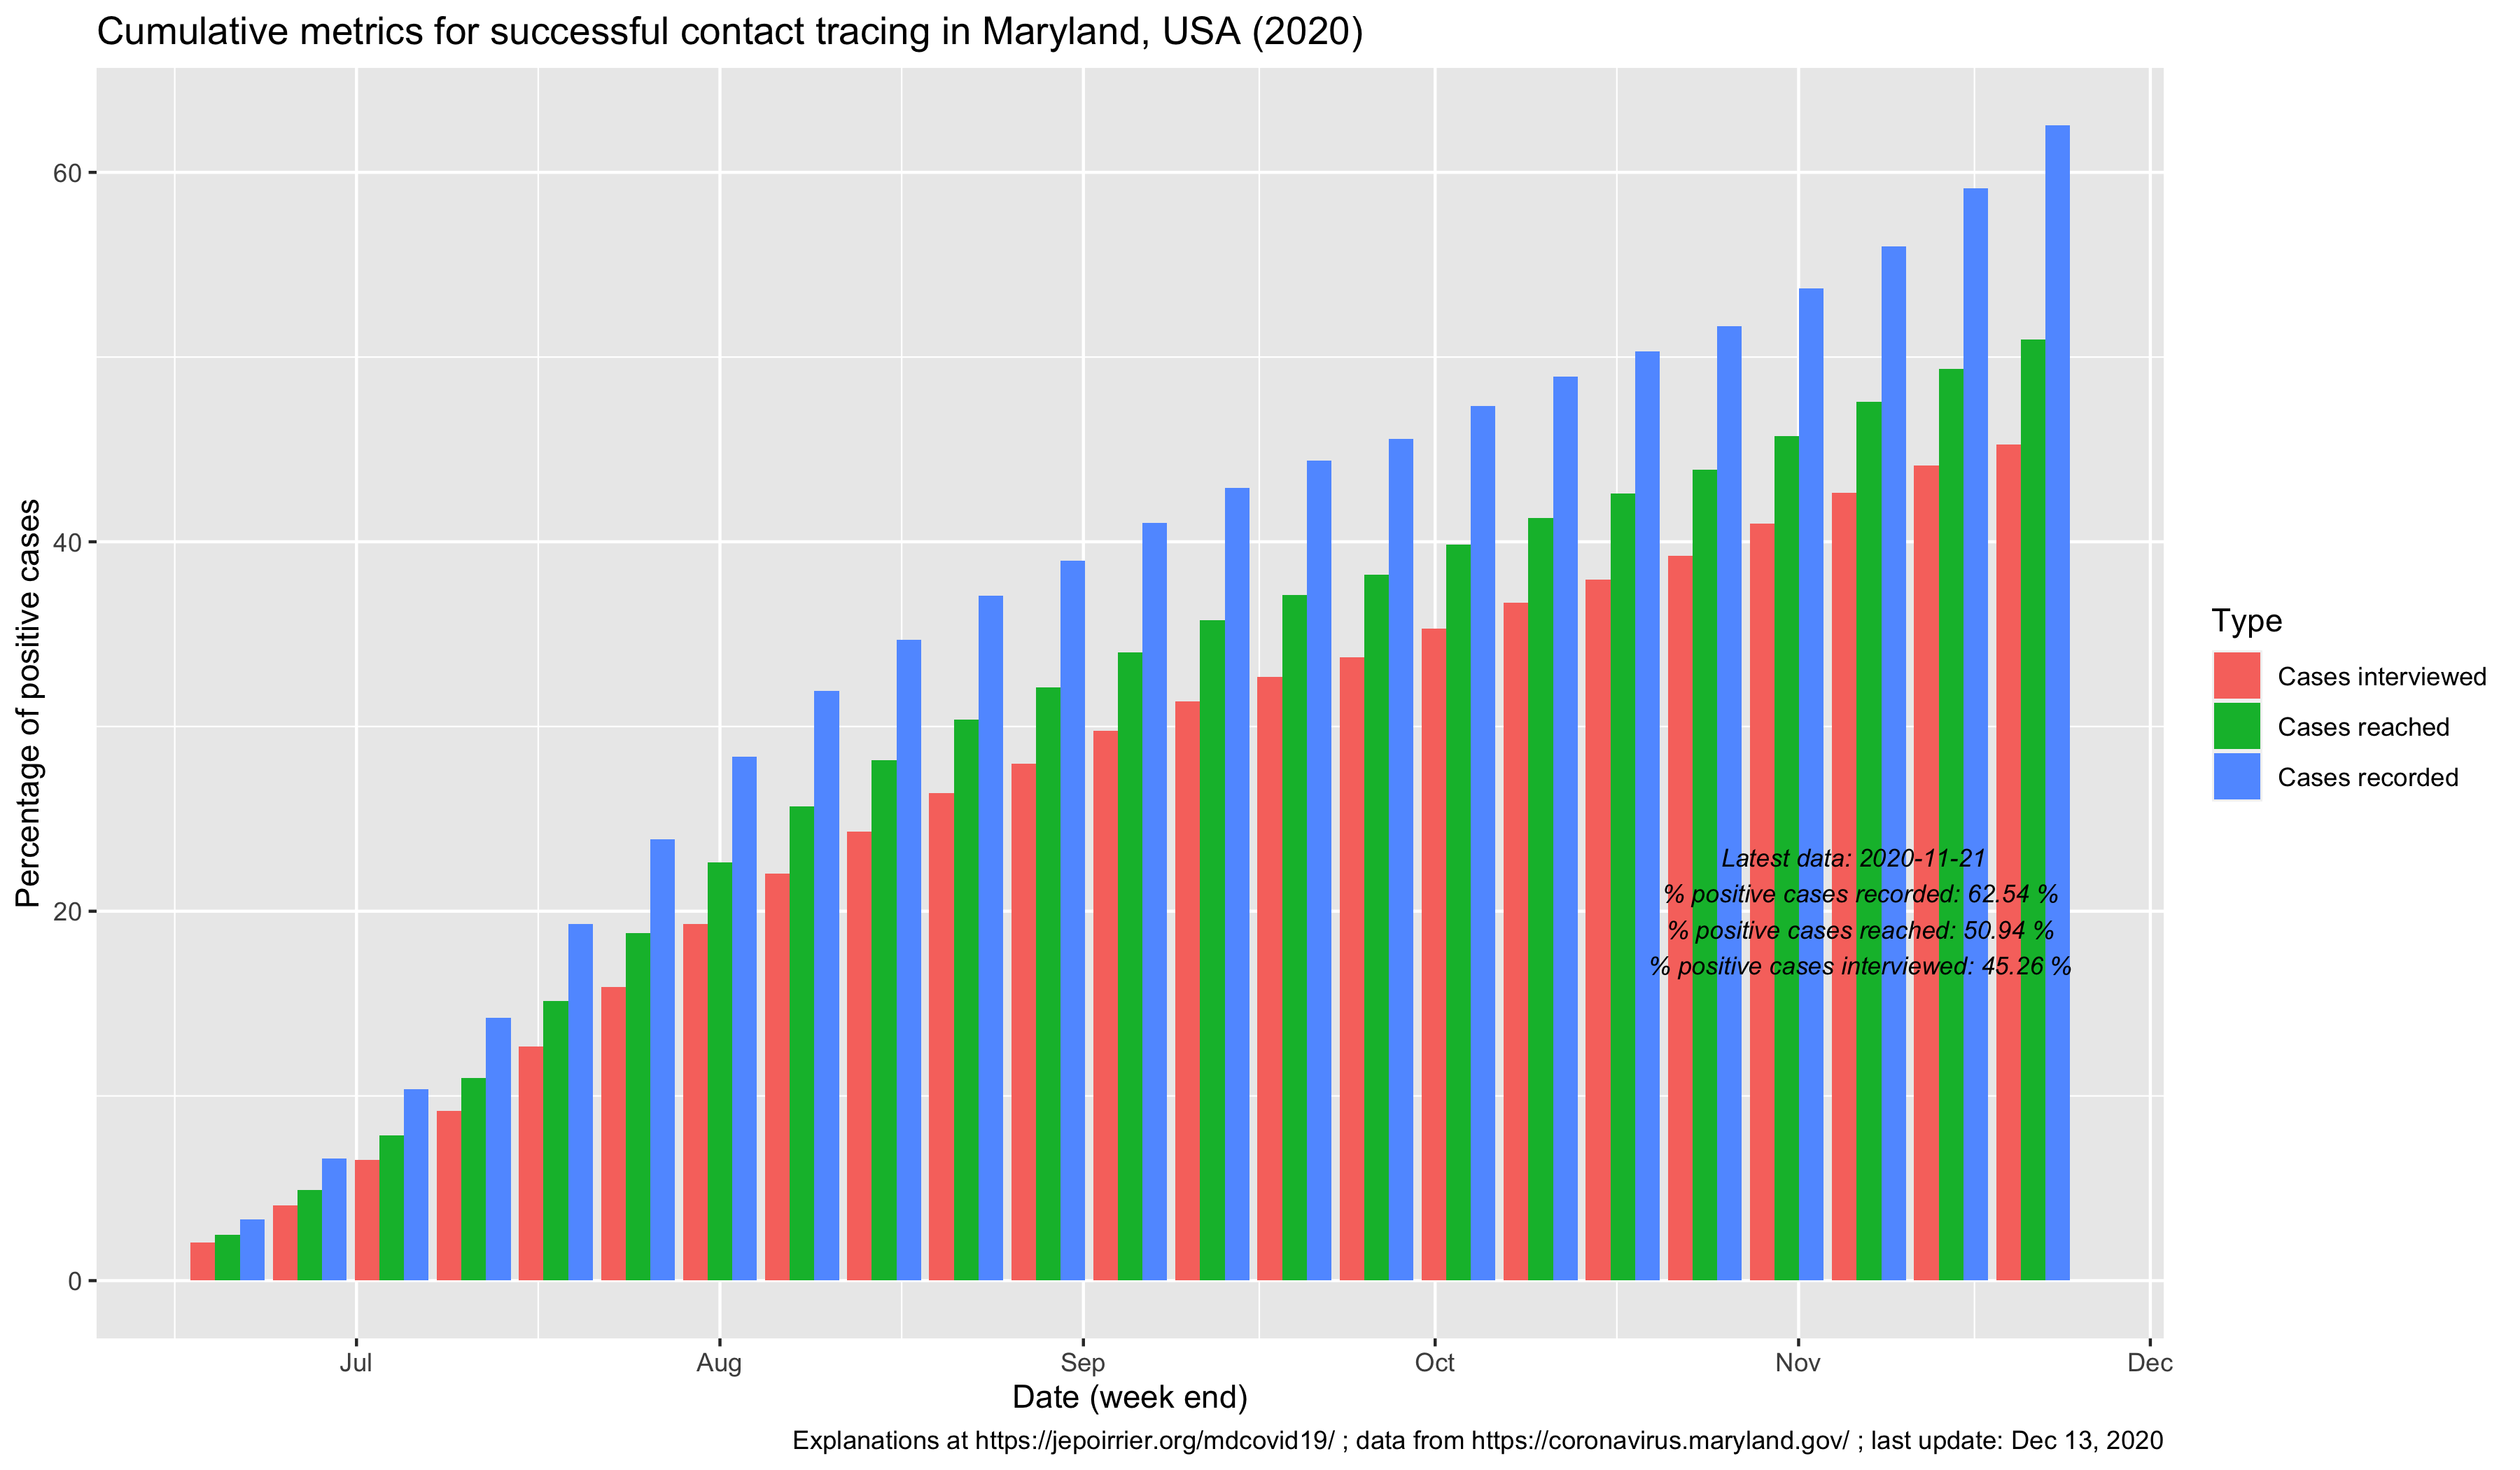 Cumulative metrics for successful contact tracing in Maryland, USA (2020)
Percentage of positive cases
60
40
20
0
Type
Cases interviewed
Cases reached
Cases recorded
Latest data: 2020-11-21
% positive cases recorded: 62.54 %
% positive cases reached: 50.94 %
% positive cases interviewed: 45.26 %
Jul Aug Sep Oct Nov Dec
Date (week end)
Explanations at https://jepoirrier.org/mdcovid19/ ; data from https://coronavirus.maryland.gov/ ; last update: Dec 13, 2020